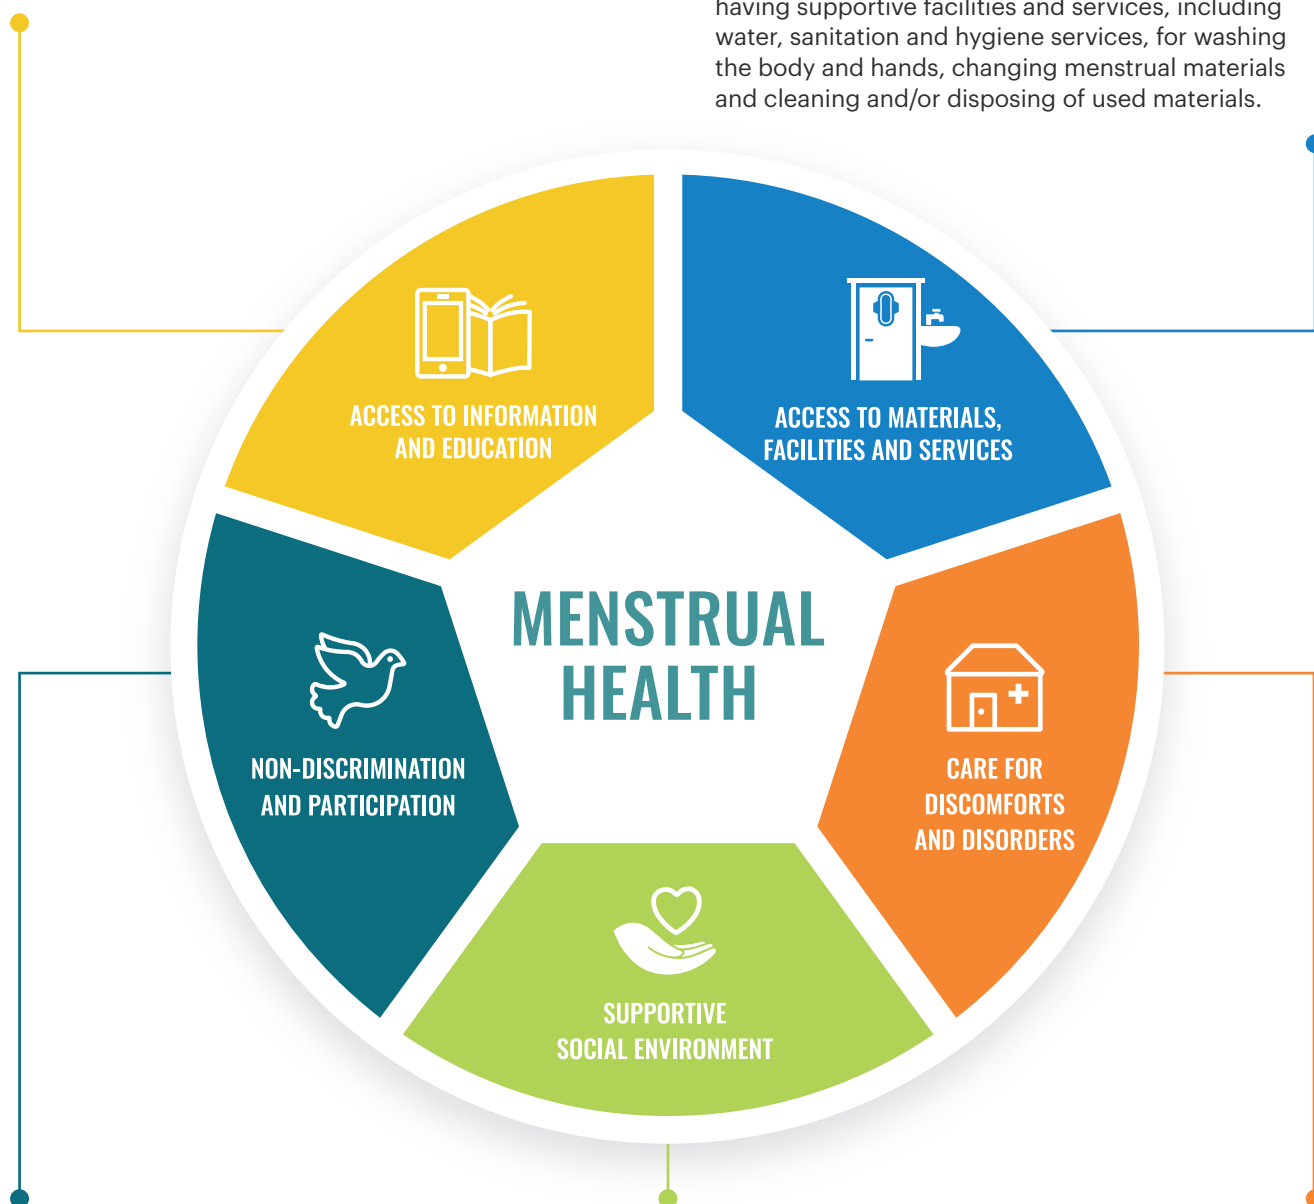 having supportive facilities and services, including
water, sanitation and hygiene services, for washing
the body and hands, changing menstrual materials
and cleaning and/or disposing of used materials.
ACCESS TO INFORMATION
AND EDUCATION
ACCESS TO MATERIALS,
FACILITIES AND SERVICES
MENSTRUAL
HEALTH
NON-DISCRIMINATION
AND PARTICIPATION
CARE FOR
DISCOMFORTS
AND DISORDERS
SUPPORTIVE
SOCIAL ENVIRONMENT